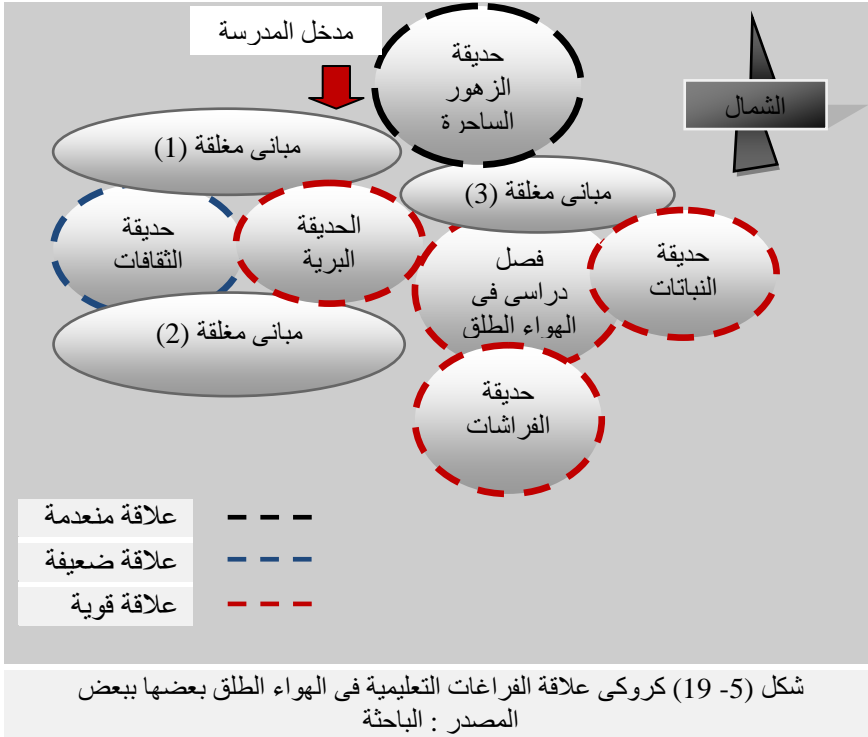 مدخل المدرسة
حديقة
الزهور
الساحرة
الشمال
مبانى مغلقة (1)
مبانى مغلقة (3)
حديقة
الثقافات
الحديقة
البرية
فصل
دراسى فى
الهواء الطلق
حديقة
النباتات
مبانى مغلقة (2)
حديقة
الفراشات
علاقة منعدمة
علاقة ضعيفة
علاقة قوية
شكل (5- 19) كروكى علاقة الفراغات التعليمية فى الهواء الطلق بعضها ببعض
المصدر : الباحثة